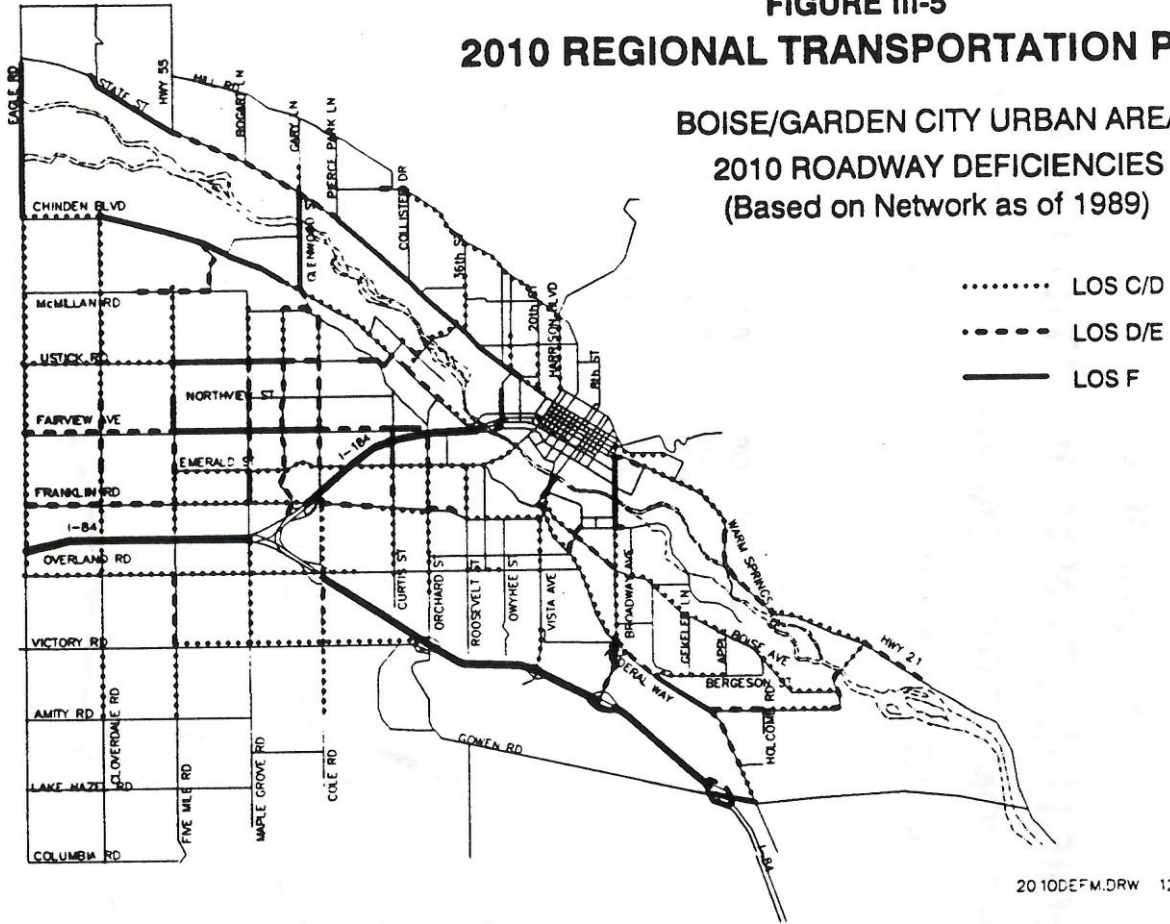 FIGURE III-5
2010 REGIONAL TRANSPORTATION P
BOISE/GARDEN CITY URBAN AREA
2010 ROADWAY DEFICIENCIES
(Based on Network as of 1989)
LOS C/D
LOS D/E
LOS F
EAGLE RD
STATE ST
HWY 55
HILL RD
BOGART LN
GARY LN
PIERCE PARK LN
COLLISTER DR
CHINDEN BLVD
GLENWOOD ST
36th ST
20th ST
HARRISON BLVD
8th ST
McMILLAN RD
USTICK RD
NORTHVIEW ST
FAIRVIEW AVE
I-184
EMERALD ST
FRANKLIN RD
I-84
OVERLAND RD
CURTIS ST
ORCHARD ST
ROOSEVELT ST
OWYHEE ST
VISTA AVE
BROADWAY AVE
GEKELER LN
APPL
WARM SPRINGS
BOISE AVE
HWY 21
VICTORY RD
FEDERAL WAY
BERGESON ST
HOLCOMB RD
AMITY RD
GOWEN RD
CLOVERDALE RD
FIVE MILE RD
MAPLE GROVE RD
COLE RD
LAKE HAZEL RD
COLUMBIA RD
I-84
2010DEFM.DRW 12